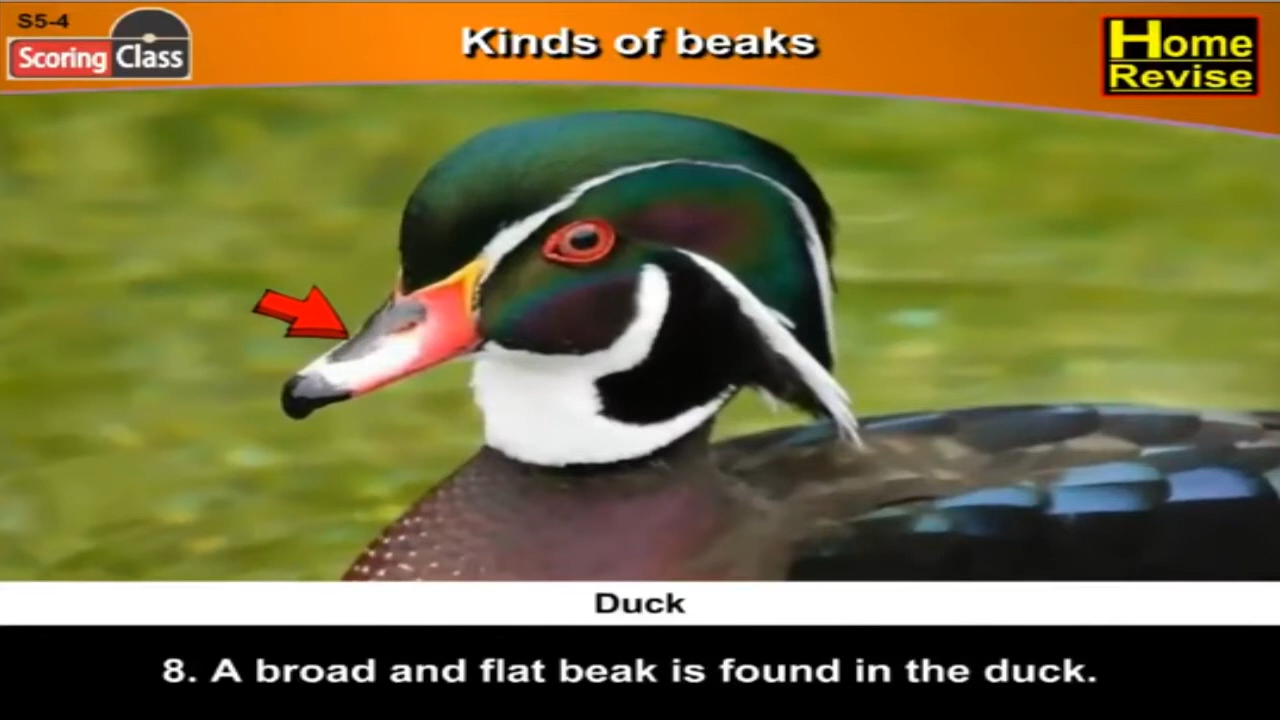 S5-4
Scoring Class
Kinds of beaks
Home
Revise
Duck
8. A broad and flat beak is found in the duck.